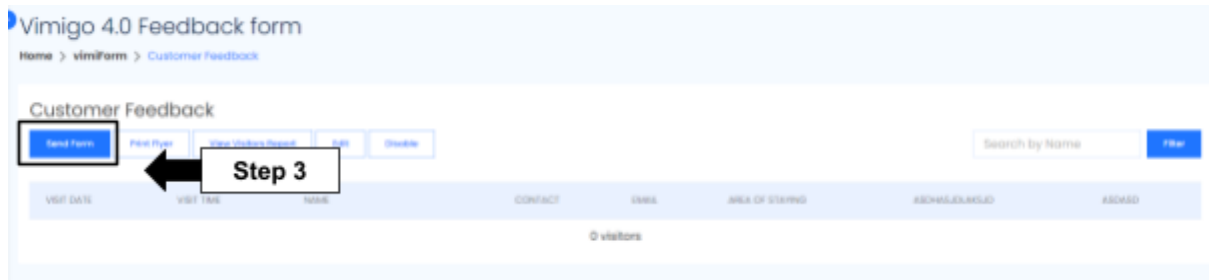 Vimigo 4.0 Feedback form
Home > vimiForm > Customer Feedback
Customer Feedback
Send Form Print Flyer View Visitors Report Edit Disable Search by Name Filter
Step 3
VISIT DATE VISIT TIME NAME CONTACT EMAIL AREA OF STAYING ASDASD
0 visitors